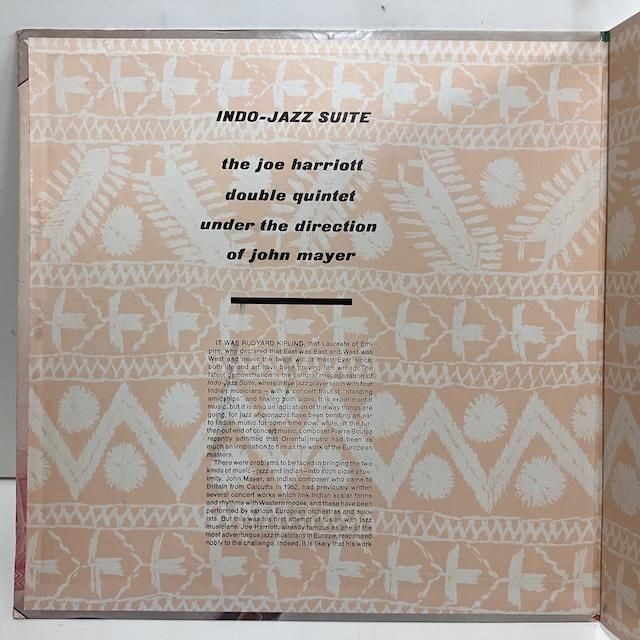 INDO-JAZZ SUITE
the joe harriott
double quintet
under the direction
of john mayer
IT WAS RUDYARD KIPLING, that Laureate of Em-
pire, who declared that East was East and West was
West and never the twain would meet! Ever since,
both life and art have been proving him wrong. The
latest demonstration is the cultural miscegenation of
Indo-Jazz Suite, wherein five jazz players join with four
Indian musicians—with a concert flautist "standing
midships" and linking both sides. It is experimental
music, but it is also an indication of the way things are
going, for jazz aficionados have been bending an ear
to Indian music for some time now, while, at the fur-
ther-out end of concert music, composer Pierre Boulez
recently admitted that Oriental music had been as
much an inspiration to him as the work of the European
masters.
There were problems to be faced in bringing the two
kinds of music—jazz and Indian—into such close prox-
imity. John Mayer, an Indian composer who came to
Britain from Calcutta in 1952, had previously written
several concert works which link Indian scalar forms
and rhythms with Western modes, and these have been
performed by various European orchestras and solo-
ists. But this was his first attempt at fusion with jazz
musicians. Joe Harriott, already famous as one of the
most adventurous jazz musicians in Europe, responded
nobly to the challenge. Indeed, it is likely that his work